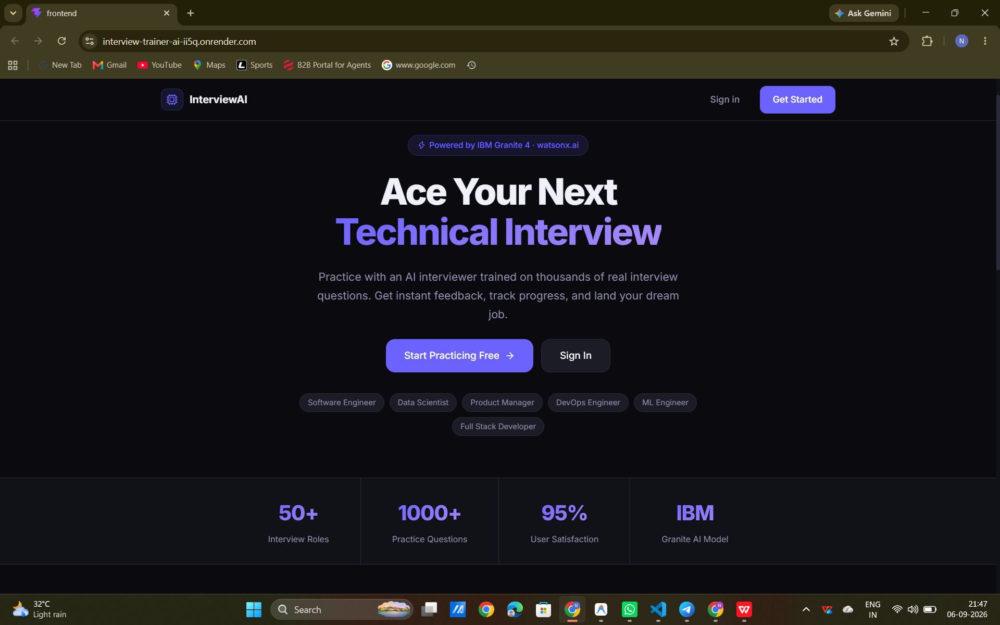 frontend
Ask Gemini
interview-trainer-ai-ii5q.onrender.com
N
New Tab
Gmail
YouTube
Maps
Sports
B2B Portal for Agents
www.google.com
InterviewAI
Sign in
Get Started
Powered by IBM Granite 4 · watsonx.ai
Ace Your Next
Technical Interview
Practice with an AI interviewer trained on thousands of real interview
questions. Get instant feedback, track progress, and land your dream
job.
Start Practicing Free →
Sign In
Software Engineer
Data Scientist
Product Manager
DevOps Engineer
ML Engineer
Full Stack Developer
50+
Interview Roles
1000+
Practice Questions
95%
User Satisfaction
IBM
Granite AI Model
32°C
Light rain
Search
ENG
IN
21:47
06-09-2026